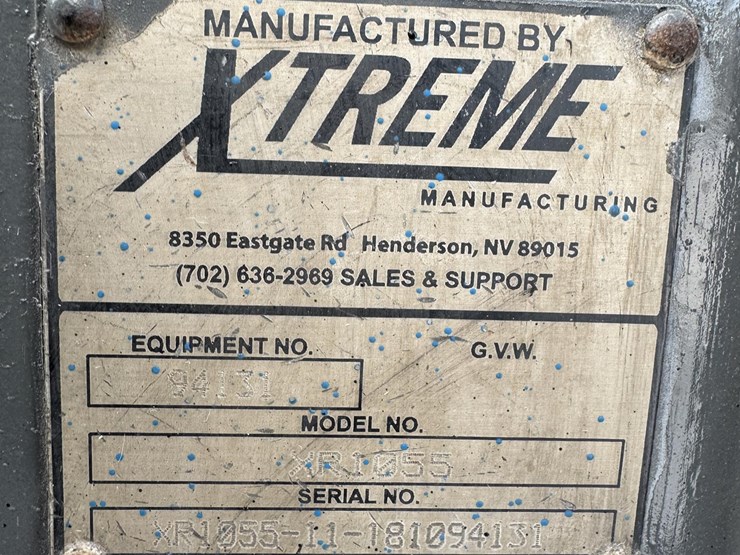 MANUFACTURED BY
XTREME
MANUFACTURING
8350 Eastgate Rd Henderson, NV 89015
(702) 636-2969 SALES & SUPPORT
EQUIPMENT NO. G.V.W.
94131
MODEL NO.
XR1055
SERIAL NO.
XR1055-11-181094131